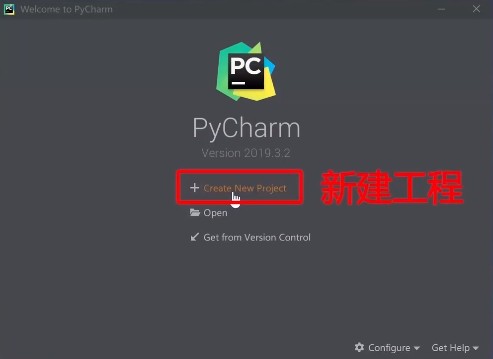 Welcome to PyCharm
PC
PyCharm
Version 2019.3.2
Create New Project
新建工程
Open
Get from Version Control
Configure
Get Help